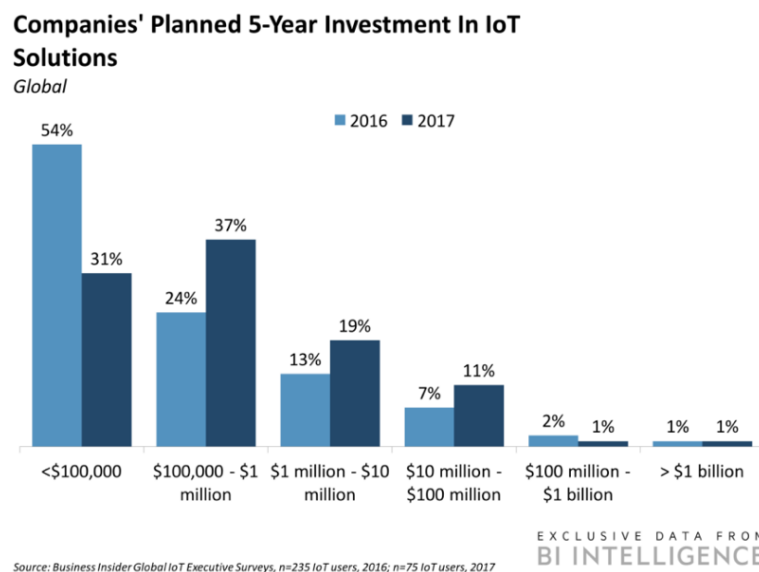 Companies' Planned 5-Year Investment In IoT
Solutions
Global
2016 2017
54%
31%
24%
37%
13%
19%
7%
11%
2%
1%
1%
1%
<$100,000
$100,000 - $1
million
$1 million - $10
million
$10 million -
$100 million
$100 million -
$1 billion
> $1 billion
EXCLUSIVE DATA FROM
BI INTELLIGENCE
Source: Business Insider Global IoT Executive Surveys, n=235 IoT users, 2016; n=75 IoT users, 2017